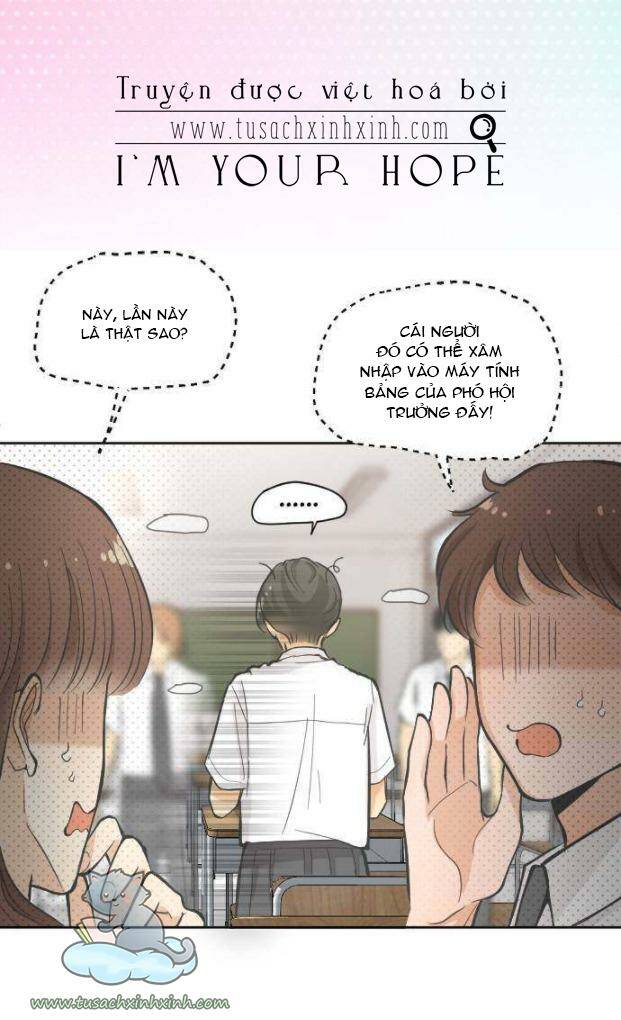 Truyện được việt hoá bởi
www.tusachxinhxinh.com
I'M YOUR HOPE
NÀY, LẦN NÀY
LÀ THẬT SAO?
CÁI NGƯỜI
ĐÓ CÓ THỂ XÂM
NHẬP VÀO MÁY TÍNH
BẢNG CỦA PHÓ HỘI
TRƯỞNG ĐẤY!
......
www.tusachxinhxinh.com